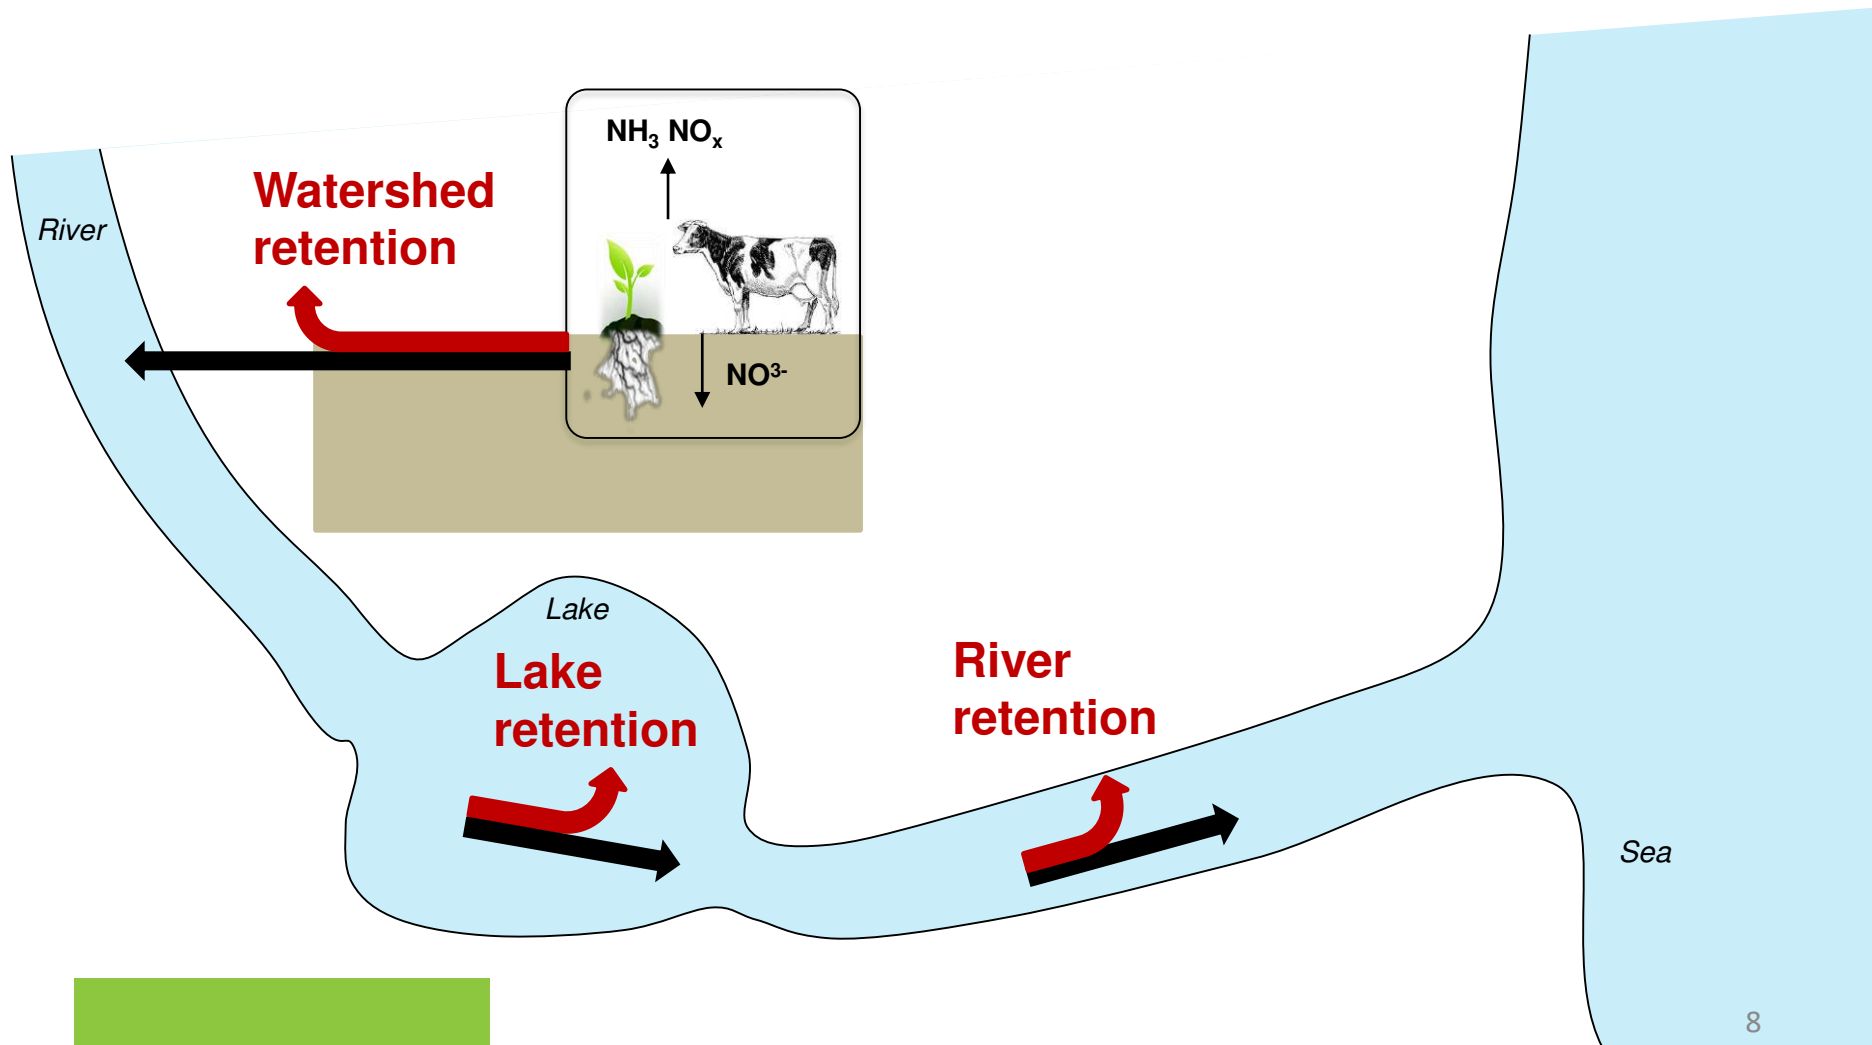 NH₃ NOₓ
Watershed
retention
River
NO³⁻
Lake
Lake
retention
River
retention
Sea
8